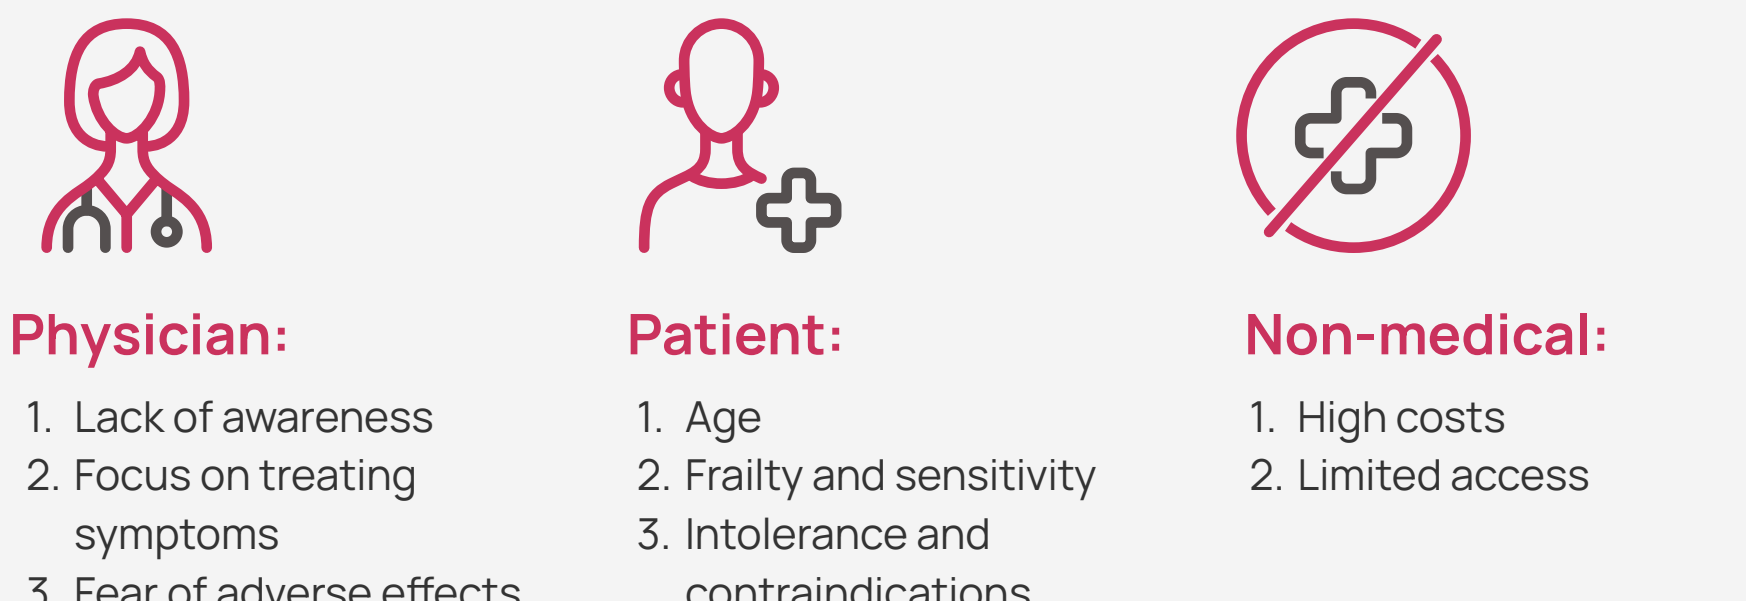 Physician:
1. Lack of awareness
2. Focus on treating
symptoms
3. Fear of adverse effects
Patient:
1. Age
2. Frailty and sensitivity
3. Intolerance and
contraindications
Non-medical:
1. High costs
2. Limited access